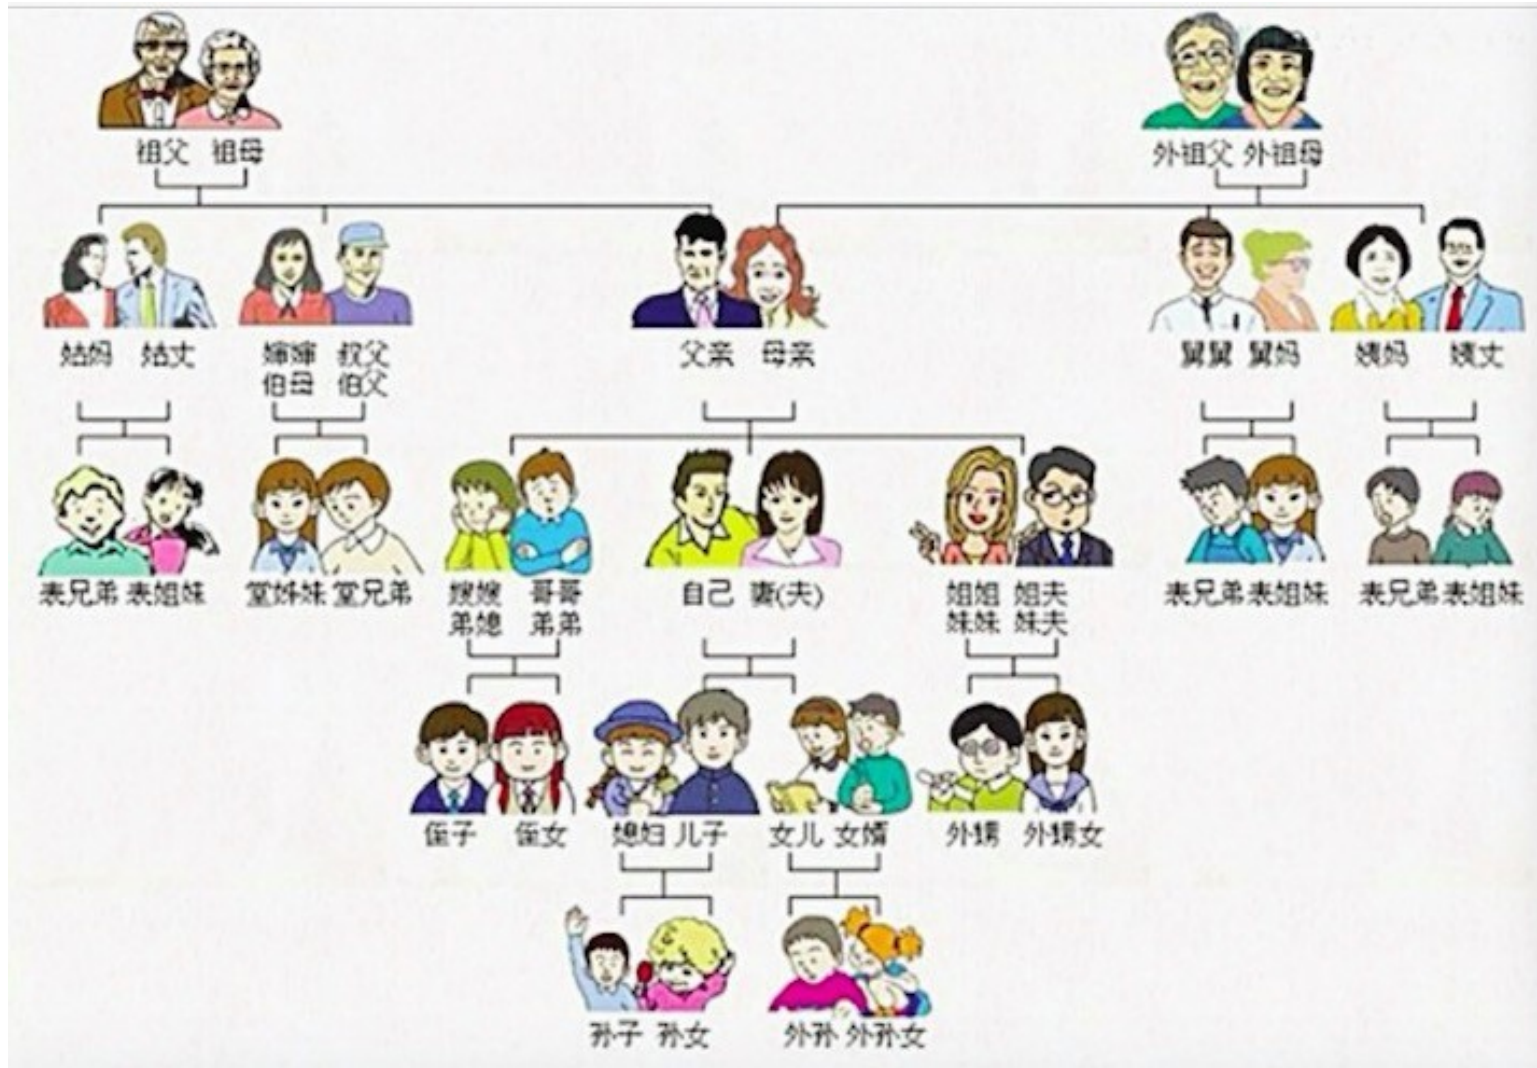 祖父 祖母
外祖父 外祖母
姑妈 姑丈
婶婶 叔父
伯母 伯父
父亲 母亲
舅舅 舅妈
姨妈 姨丈
表兄弟 表姐妹
堂姊妹 堂兄弟
嫂嫂 哥哥
弟媳 弟弟
自己 妻(夫)
姐姐 姐夫
妹妹 妹夫
表兄弟 表姐妹
表兄弟 表姐妹
侄子 侄女
媳妇 儿子
女儿 女婿
外甥 外甥女
孙子 孙女
外孙 外孙女